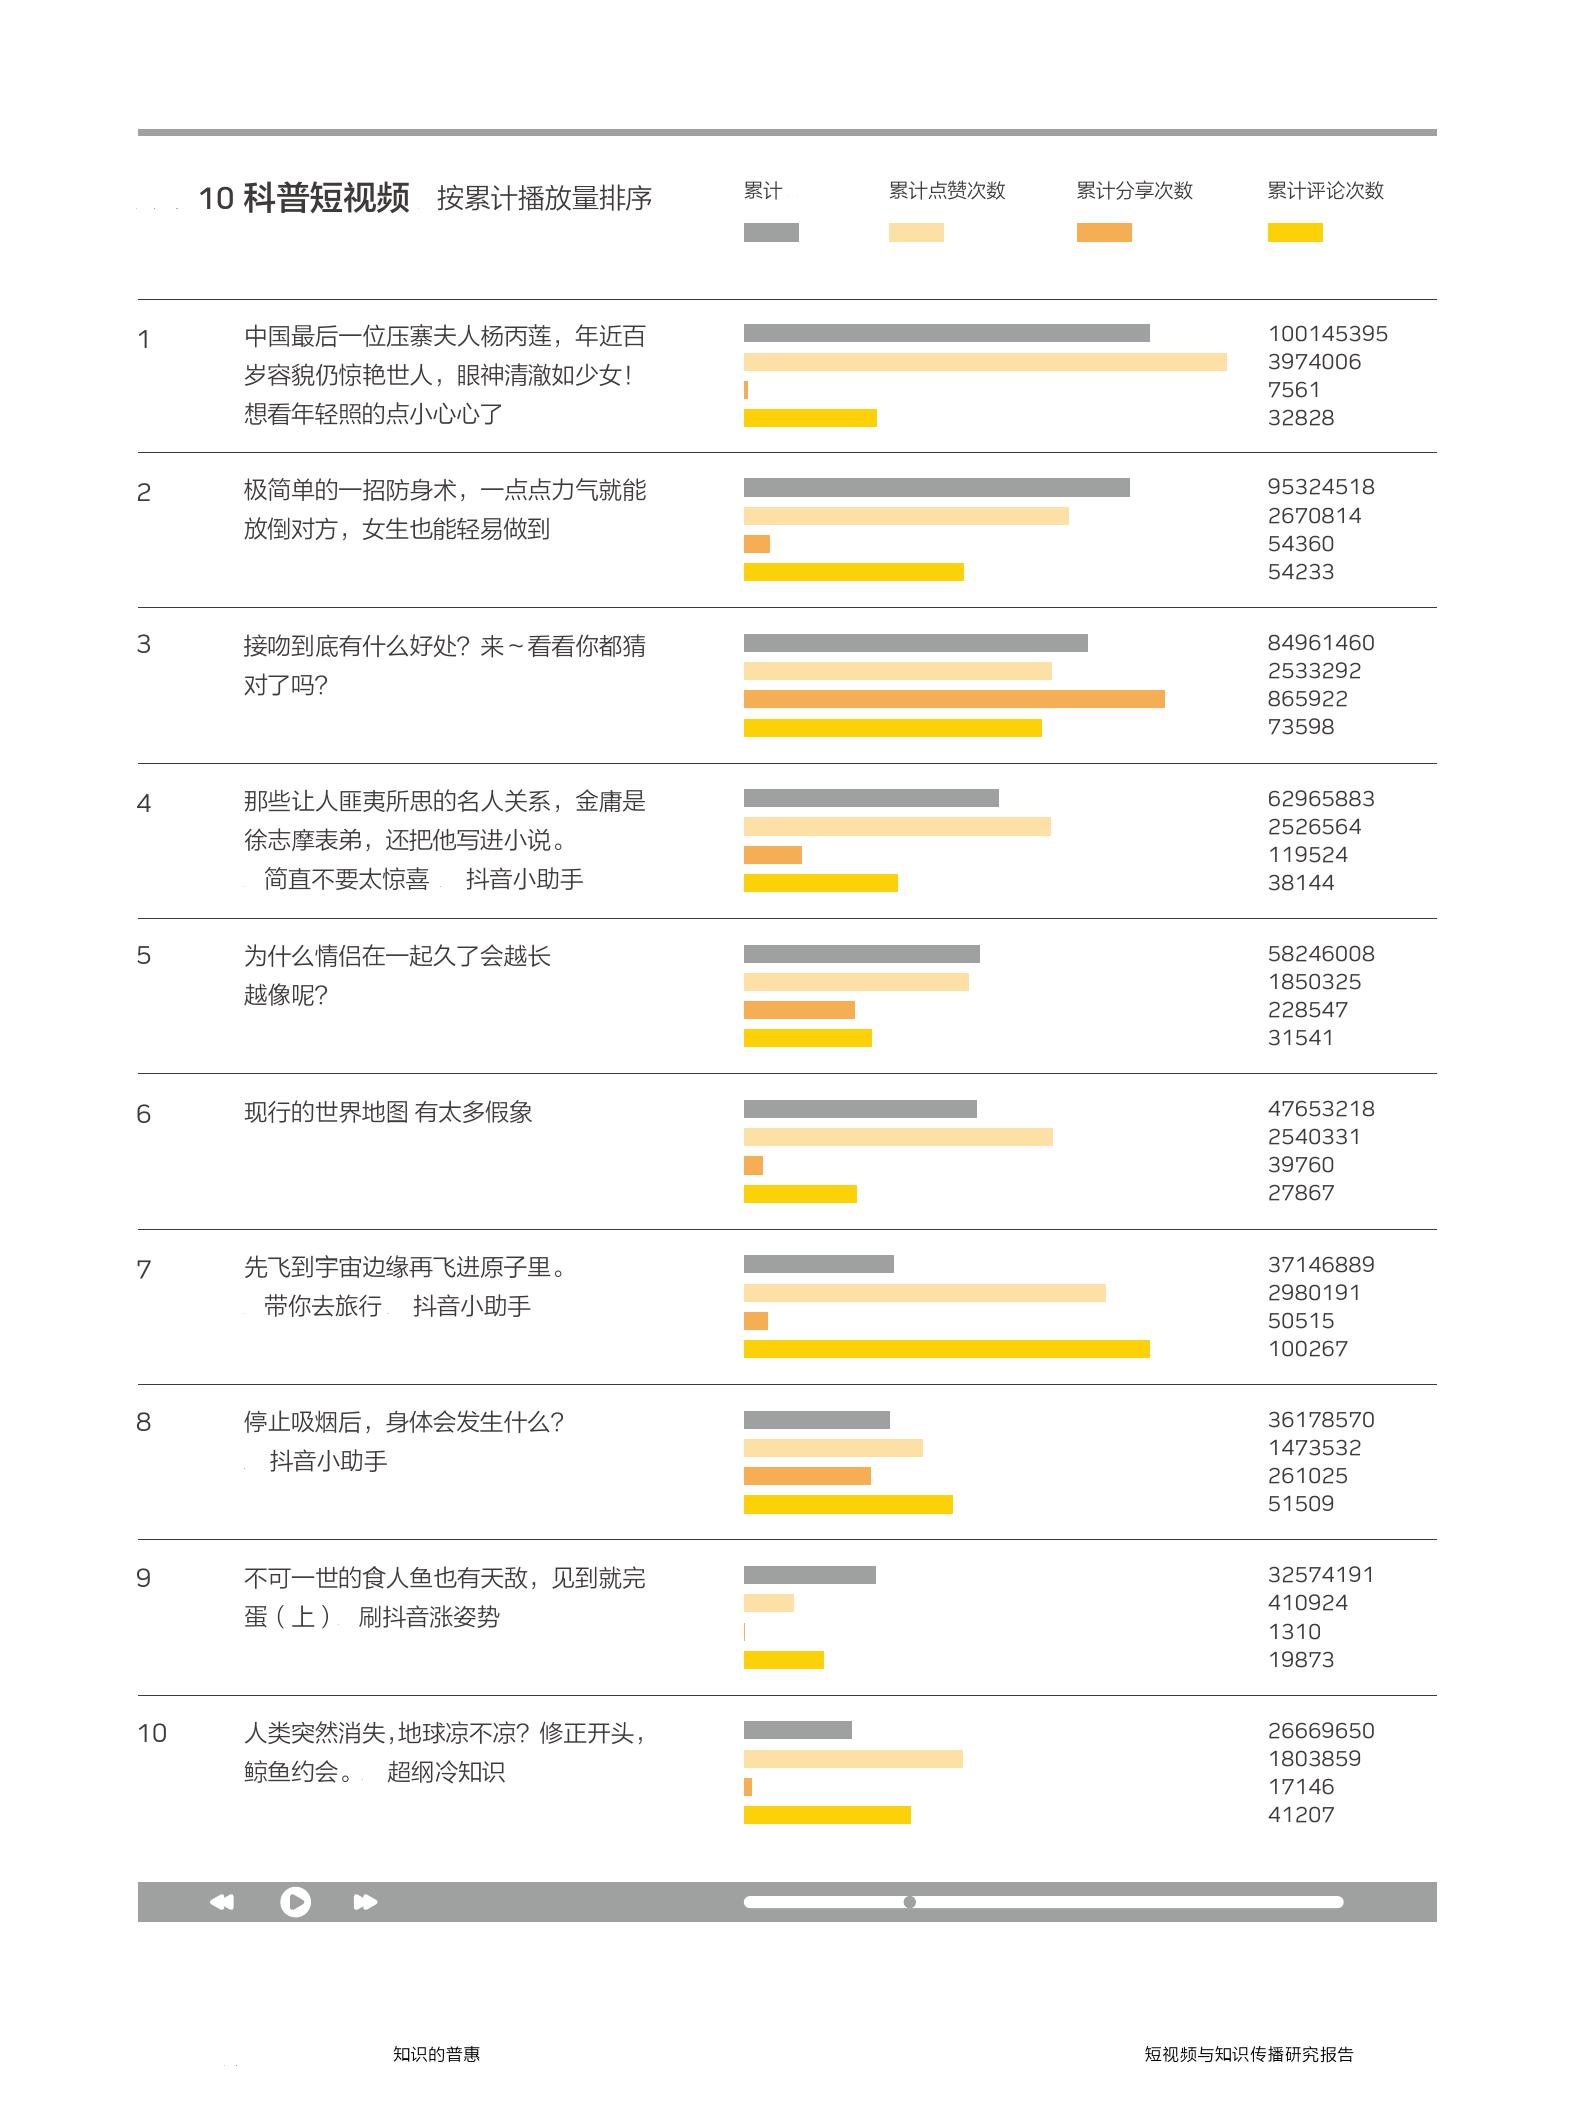 10 科普短视频 按累计播放量排序
累计 累计点赞次数 累计分享次数 累计评论次数
1
中国最后一位压寨夫人杨丙莲，年近百
岁容貌仍惊艳世人，眼神清澈如少女！
想看年轻照的点小心心了
100145395
3974006
7561
32828
2
极简单的一招防身术，一点点力气就能
放倒对方，女生也能轻易做到
95324518
2670814
54360
54233
3
接吻到底有什么好处？来~看看你都猜
对了吗？
84961460
2533292
865922
73598
4
那些让人匪夷所思的名人关系，金庸是
徐志摩表弟，还把他写进小说。
简直不要太惊喜 抖音小助手
62965883
2526564
119524
38144
5
为什么情侣在一起久了会越长
越像呢？
58246008
1850325
228547
31541
6
现行的世界地图 有太多假象
47653218
2540331
39760
27867
7
先飞到宇宙边缘再飞进原子里。
带你去旅行 抖音小助手
37146889
2980191
50515
100267
8
停止吸烟后，身体会发生什么？
抖音小助手
36178570
1473532
261025
51509
9
不可一世的食人鱼也有天敌，见到就完
蛋（上） 刷抖音涨姿势
32574191
410924
1310
19873
10
人类突然消失，地球凉不凉？修正开头，
鲸鱼约会。 超纲冷知识
26669650
1803859
17146
41207
知识的普惠 短视频与知识传播研究报告